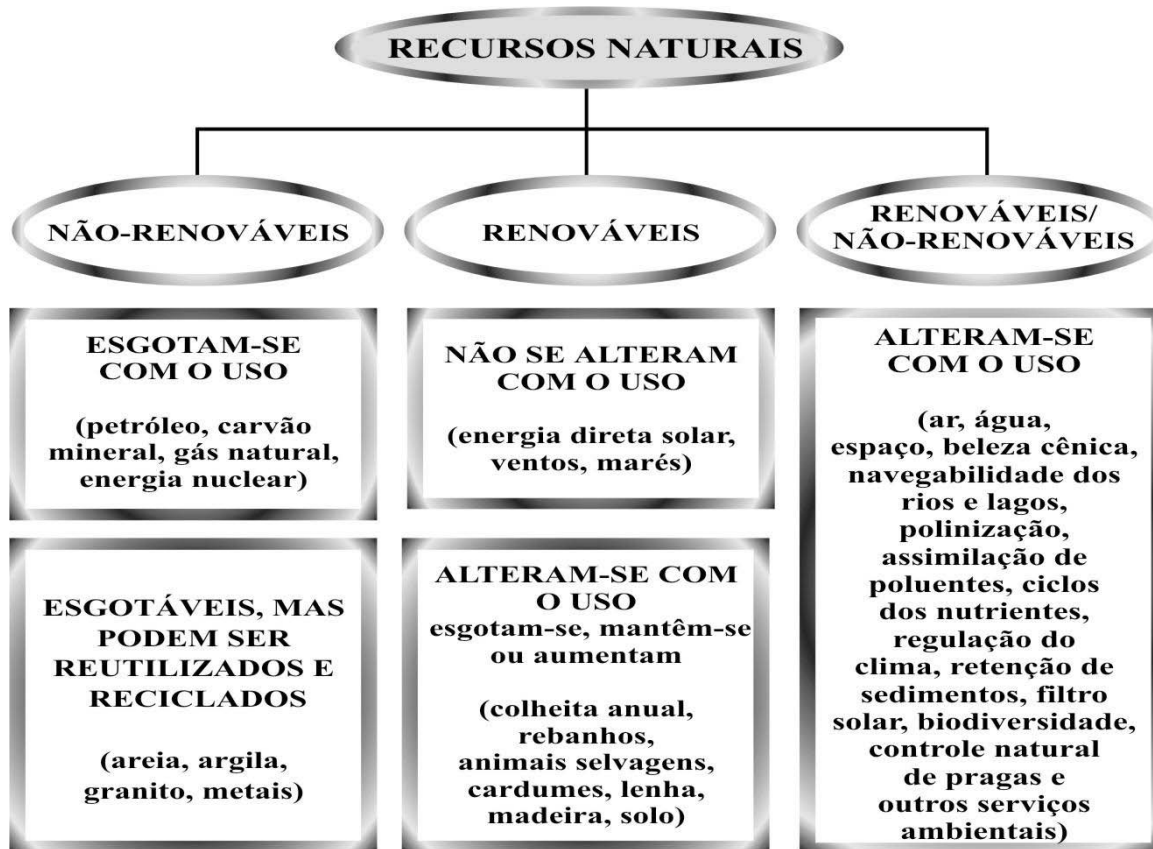 RECURSOS NATURAIS
NÃO-RENOVÁVEIS
RENOVÁVEIS
RENOVÁVEIS/
NÃO-RENOVÁVEIS
ESGOTAM-SE
COM O USO
(petróleo, carvão
mineral, gás natural,
energia nuclear)
ESGOTÁVEIS, MAS
PODEM SER
REUTILIZADOS E
RECICLADOS
(areia, argila,
granito, metais)
NÃO SE ALTERAM
COM O USO
(energia direta solar,
ventos, marés)
ALTERAM-SE COM
O USO
esgotam-se, mantêm-se
ou aumentam
(colheita anual,
rebanhos,
animais selvagens,
cardumes, lenha,
madeira, solo)
ALTERAM-SE
COM O USO
(ar, água,
espaço, beleza cênica,
navegabilidade dos
rios e lagos,
polinização,
assimilação de
poluentes, ciclos
dos nutrientes,
regulação do
clima, retenção de
sedimentos, filtro
solar, biodiversidade,
controle natural
de pragas e
outros serviços
ambientais)